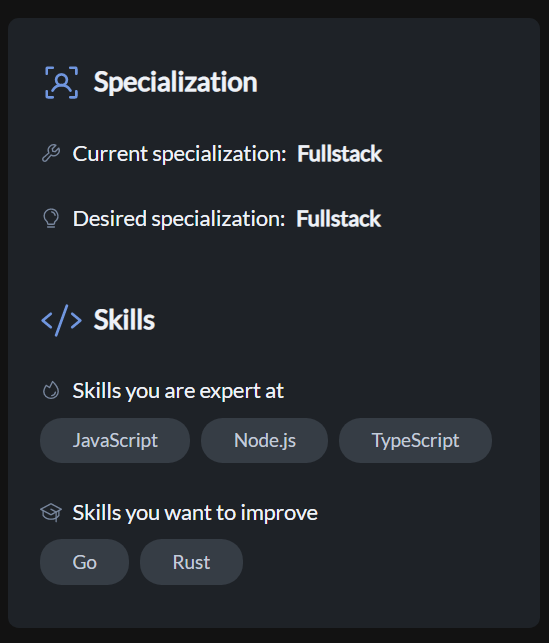 Specialization
Current specialization: Fullstack
Desired specialization: Fullstack
Skills
Skills you are expert at
JavaScript Node.js TypeScript
Skills you want to improve
Go Rust